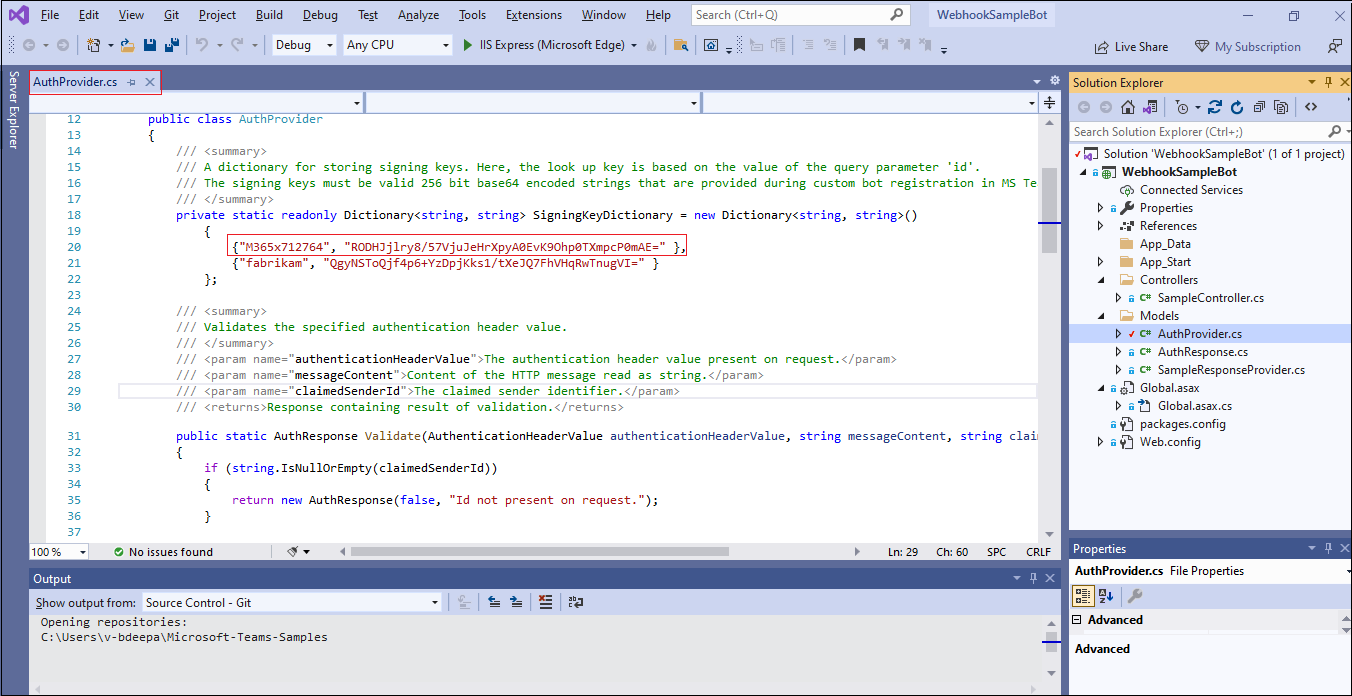 File Edit View Git Project Build Debug Test Analyze Tools Extensions Window Help Search (Ctrl+Q) WebhookSampleBot
Debug Any CPU IIS Express (Microsoft Edge) Live Share My Subscription
Server Explorer
AuthProvider.cs
12 public class AuthProvider
13 {
14 /// <summary>
15 /// A dictionary for storing signing keys. Here, the look up key is based on the value of the query parameter 'id'.
16 /// The signing keys must be valid 256 bit base64 encoded strings that are provided during custom bot registration in MS Te
17 /// </summary>
18 private static readonly Dictionary<string, string> SigningKeyDictionary = new Dictionary<string, string>()
19 {
20 {"M365x712764", "RODHJjlry8/57VjuJeHrXpyA0EvK9Ohp0TXmpcP0mAE=" },
21 {"fabrikam", "QgyNSToQjf4p6+YzDpjKks1/tXeJQ7FhVHqRwTnugVI=" }
22 };
23
24 /// <summary>
25 /// Validates the specified authentication header value.
26 /// </summary>
27 /// <param name="authenticationHeaderValue">The authentication header value present on request.</param>
28 /// <param name="messageContent">Content of the HTTP message read as string.</param>
29 /// <param name="claimedSenderId">The claimed sender identifier.</param>
30 /// <returns>Response containing result of validation.</returns>
31 public static AuthResponse Validate(AuthenticationHeaderValue authenticationHeaderValue, string messageContent, string clai
32 {
33 if (string.IsNullOrEmpty(claimedSenderId))
34 {
35 return new AuthResponse(false, "Id not present on request.");
36 }
37
100 % No issues found Ln: 29 Ch: 60 SPC CRLF
Output
Show output from: Source Control - Git
Opening repositories:
C:\Users\v-bdeepa\Microsoft-Teams-Samples
Solution Explorer
Search Solution Explorer (Ctrl+;)
Solution 'WebhookSampleBot' (1 of 1 project)
WebhookSampleBot
Connected Services
Properties
References
App_Data
App_Start
Controllers
C# SampleController.cs
Models
C# AuthProvider.cs
C# AuthResponse.cs
C# SampleResponseProvider.cs
Global.asax
Global.asax.cs
packages.config
Web.config
Properties
AuthProvider.cs File Properties
Advanced
Advanced